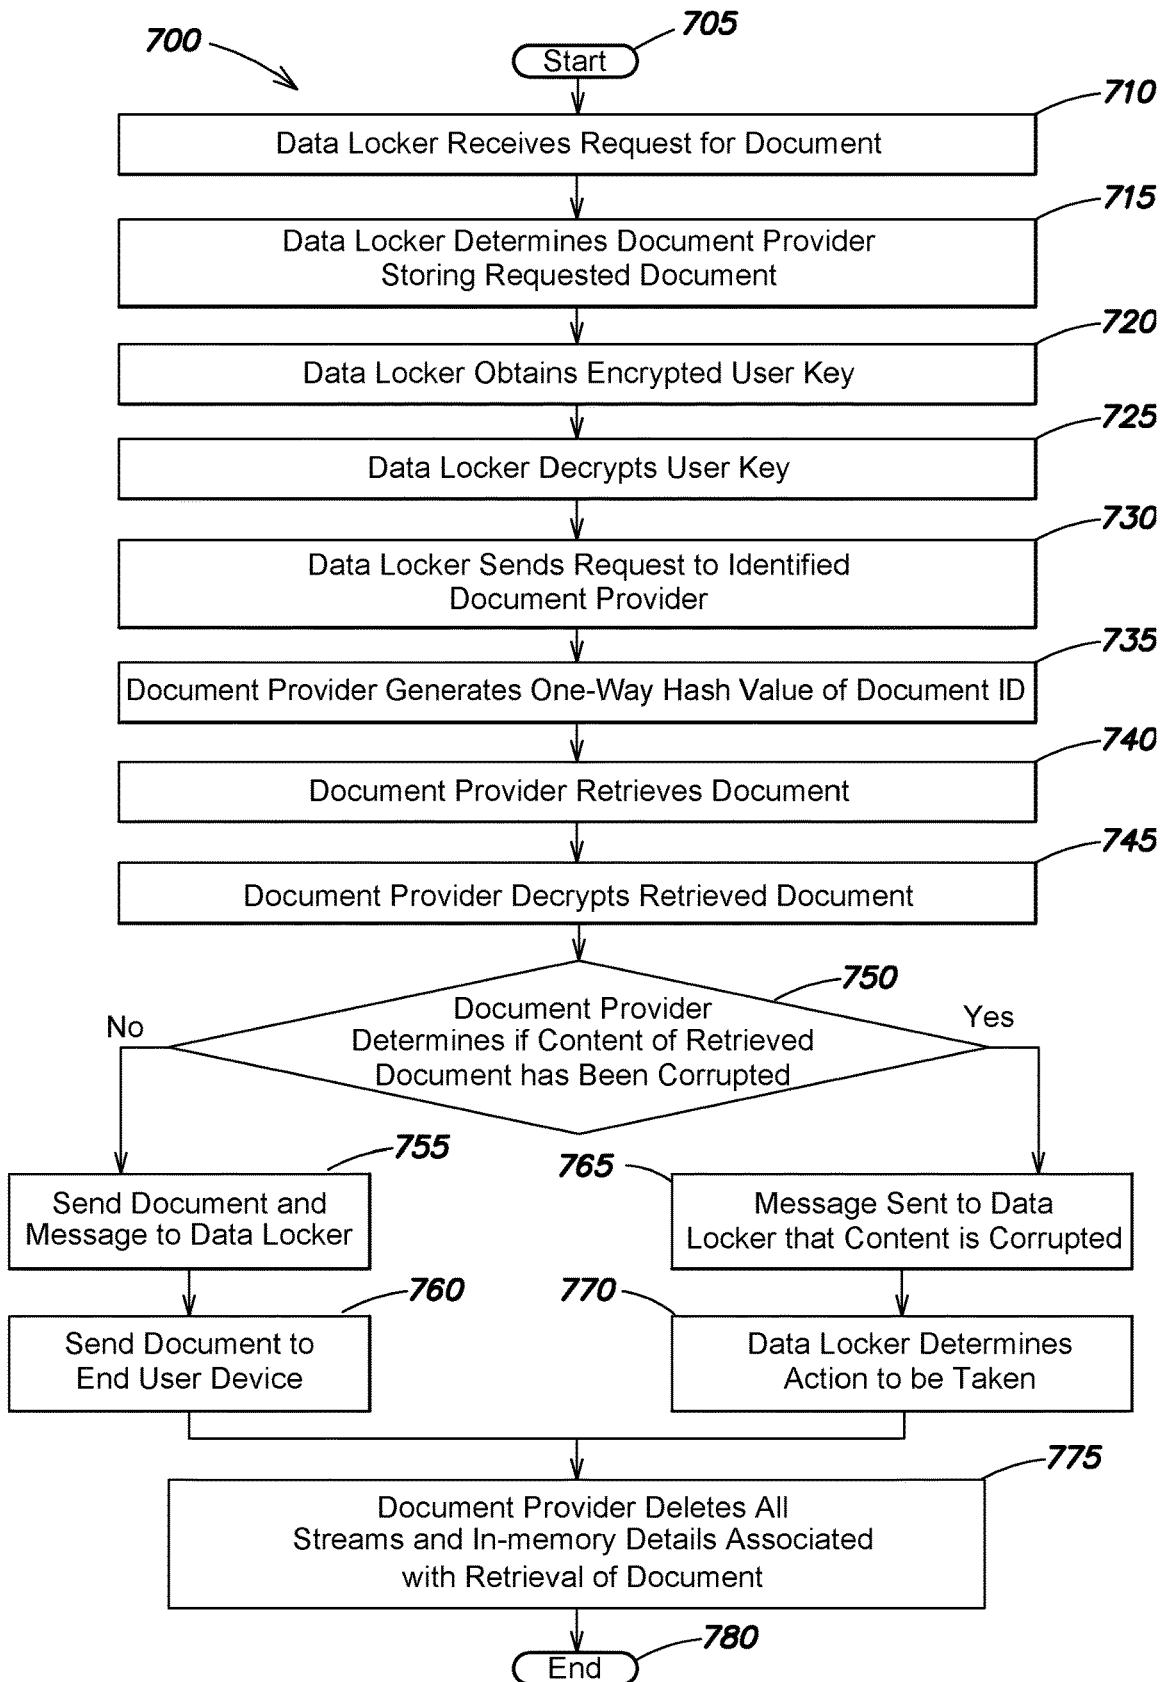 700
705
Start
710
Data Locker Receives Request for Document
715
Data Locker Determines Document Provider
Storing Requested Document
720
Data Locker Obtains Encrypted User Key
725
Data Locker Decrypts User Key
730
Data Locker Sends Request to Identified
Document Provider
735
Document Provider Generates One-Way Hash Value of Document ID
740
Document Provider Retrieves Document
745
Document Provider Decrypts Retrieved Document
750
Document Provider
Determines if Content of Retrieved
Document has Been Corrupted
No
Yes
755
Send Document and
Message to Data Locker
765
Message Sent to Data
Locker that Content is Corrupted
760
Send Document to
End User Device
770
Data Locker Determines
Action to be Taken
775
Document Provider Deletes All
Streams and In-memory Details Associated
with Retrieval of Document
780
End